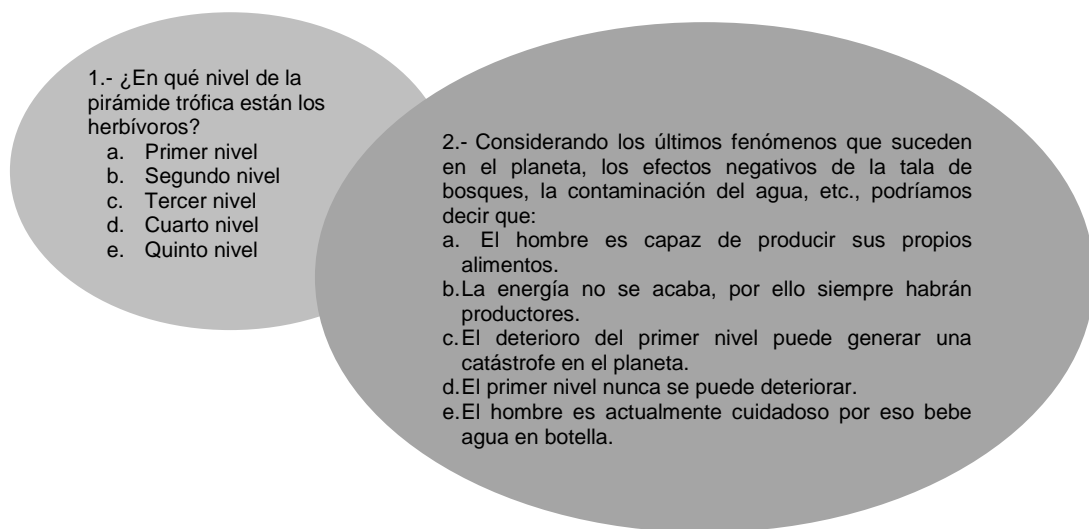 1.- ¿En qué nivel de la
pirámide trófica están los
herbívoros?
a. Primer nivel
b. Segundo nivel
c. Tercer nivel
d. Cuarto nivel
e. Quinto nivel
2.- Considerando los últimos fenómenos que suceden
en el planeta, los efectos negativos de la tala de
bosques, la contaminación del agua, etc., podríamos
decir que:
a. El hombre es capaz de producir sus propios
alimentos.
b.La energía no se acaba, por ello siempre habrán
productores.
c.El deterioro del primer nivel puede generar una
catástrofe en el planeta.
d.El primer nivel nunca se puede deteriorar.
e.El hombre es actualmente cuidadoso por eso bebe
agua en botella.